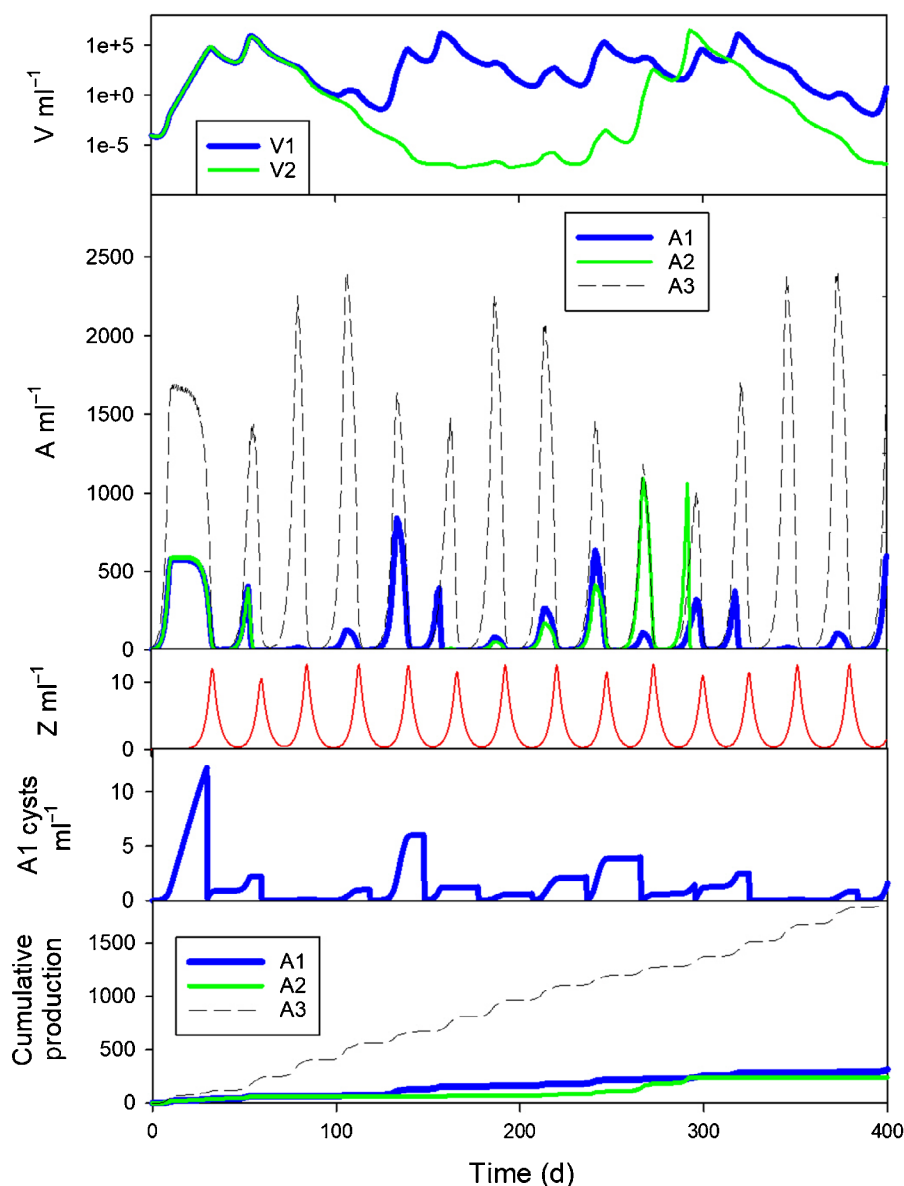 1e+5
1e+0
1e-5
V ml⁻¹
V1
V2
2500
2000
1500
1000
500
0
A ml⁻¹
A1
A2
A3
10
0
Z ml⁻¹
10
5
0
A1 cysts
ml⁻¹
1500
1000
500
0
Cumulative
production
A1
A2
A3
0 100 200 300 400
Time (d)